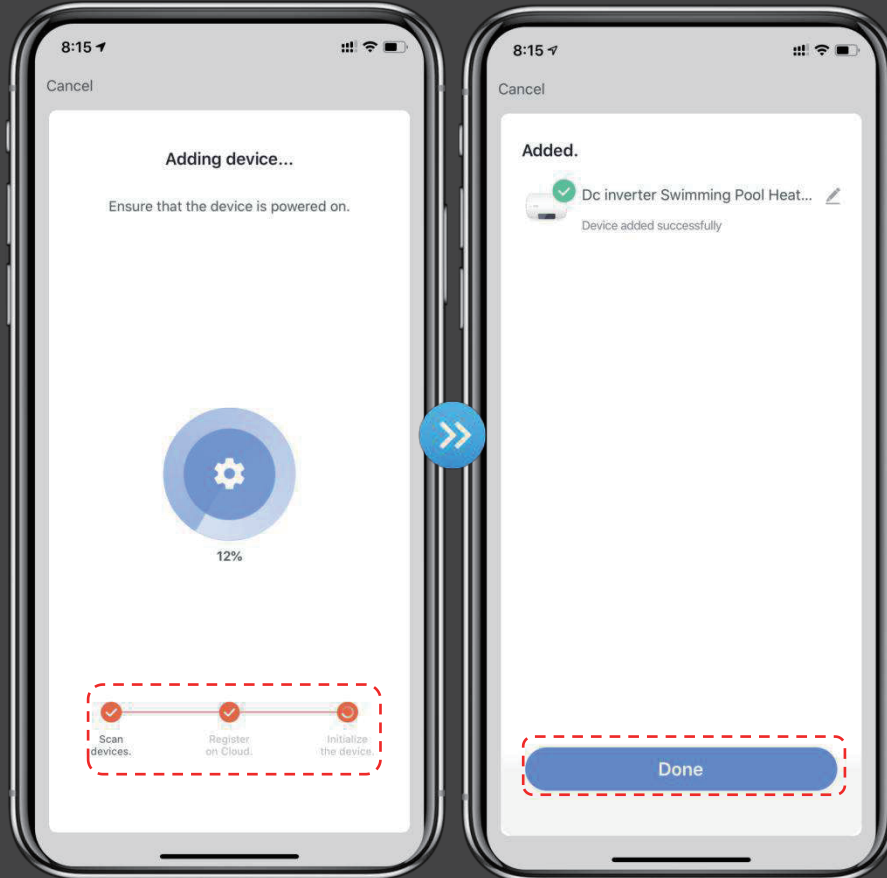 8:15
Cancel
Adding device...
Ensure that the device is powered on.
12%
Scan
devices.
Register
on Cloud.
Initialize
the device.
8:15
Cancel
Added.
Dc inverter Swimming Pool Heat...
Device added successfully
Done